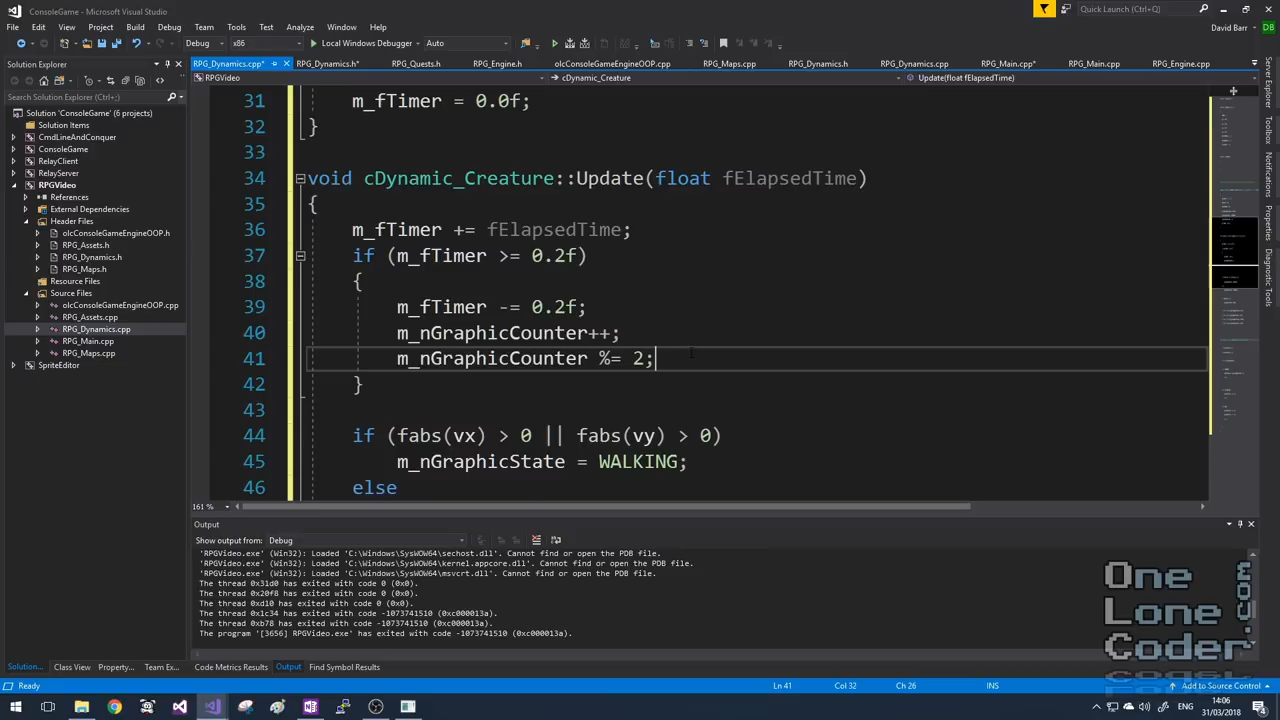 ConsoleGame - Microsoft Visual Studio
Quick Launch (Ctrl+Q)
File Edit View Project Build Debug Team Tools Test Analyze Window Help
David Barr DB
Debug x86 Local Windows Debugger Auto
Solution Explorer
RPG_Dynamics.cpp* RPG_Dynamics.h* RPG_Quests.h RPG_Engine.h olcConsoleGameEngineOOP.cpp RPG_Maps.cpp RPG_Dynamics.h RPG_Dynamics.cpp RPG_Main.cpp* RPG_Main.cpp RPG_Engine.cpp
RPGVideo cDynamic_Creature Update(float fElapsedTime)
Search Solution Explorer (Ctrl+;)
Solution 'ConsoleGame' (6 projects)
Solution Items
CmdLineAndConquer
ConsoleGame
RelayClient
RelayServer
RPGVideo
References
External Dependencies
Header Files
olcConsoleGameEngineOOP.h
RPG_Assets.h
RPG_Dynamics.h
RPG_Maps.h
Resource Files
Source Files
olcConsoleGameEngineOOP.cpp
RPG_Assets.cpp
RPG_Dynamics.cpp
RPG_Main.cpp
RPG_Maps.cpp
SpriteEditor
31 m_fTimer = 0.0f;
32 }
33
34 void cDynamic_Creature::Update(float fElapsedTime)
35 {
36 m_fTimer += fElapsedTime;
37 if (m_fTimer >= 0.2f)
38 {
39 m_fTimer -= 0.2f;
40 m_nGraphicCounter++;
41 m_nGraphicCounter %= 2;
42 }
43
44 if (fabs(vx) > 0 || fabs(vy) > 0)
45 m_nGraphicState = WALKING;
46 else
161 %
Server Explorer
Toolbox
Notifications
Properties
Diagnostic Tools
Output
Show output from: Debug
'RPGVideo.exe' (Win32): Loaded 'C:\Windows\SysWOW64\sechost.dll'. Cannot find or open the PDB file.
'RPGVideo.exe' (Win32): Loaded 'C:\Windows\SysWOW64\kernel.appcore.dll'. Cannot find or open the PDB file.
'RPGVideo.exe' (Win32): Loaded 'C:\Windows\SysWOW64\msvcrt.dll'. Cannot find or open the PDB file.
The thread 0x31d0 has exited with code 0 (0x0).
The thread 0x20f8 has exited with code 0 (0x0).
The thread 0xd10 has exited with code 0 (0x0).
The thread 0x1c34 has exited with code -1073741510 (0xc000013a).
The thread 0xb78 has exited with code -1073741510 (0xc000013a).
The program '[3656] RPGVideo.exe' has exited with code -1073741510 (0xc000013a).
One
Lone
Coder
.com
Solution... Class View Property... Team Ex...
Code Metrics Results Output Find Symbol Results
Ready Ln 41 Col 32 Ch 26 INS Add to Source Control
ENG 14:06
31/03/2018